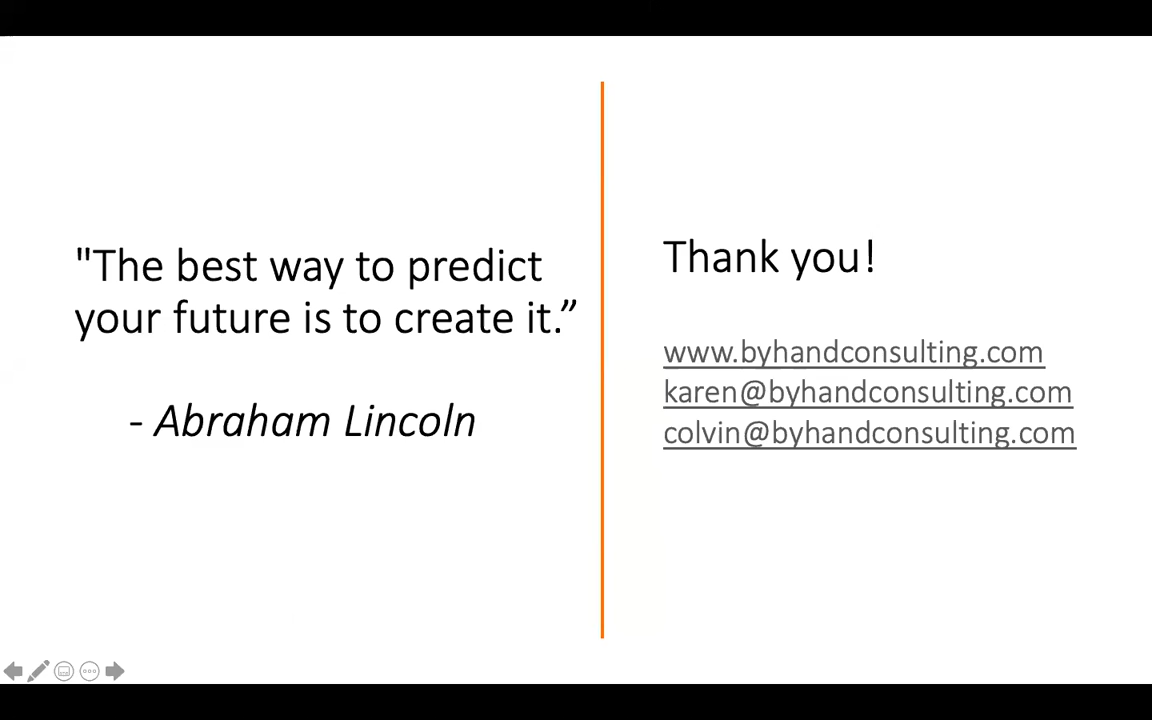 "The best way to predict
your future is to create it.”
- Abraham Lincoln
Thank you!
www.byhandconsulting.com
karen@byhandconsulting.com
colvin@byhandconsulting.com